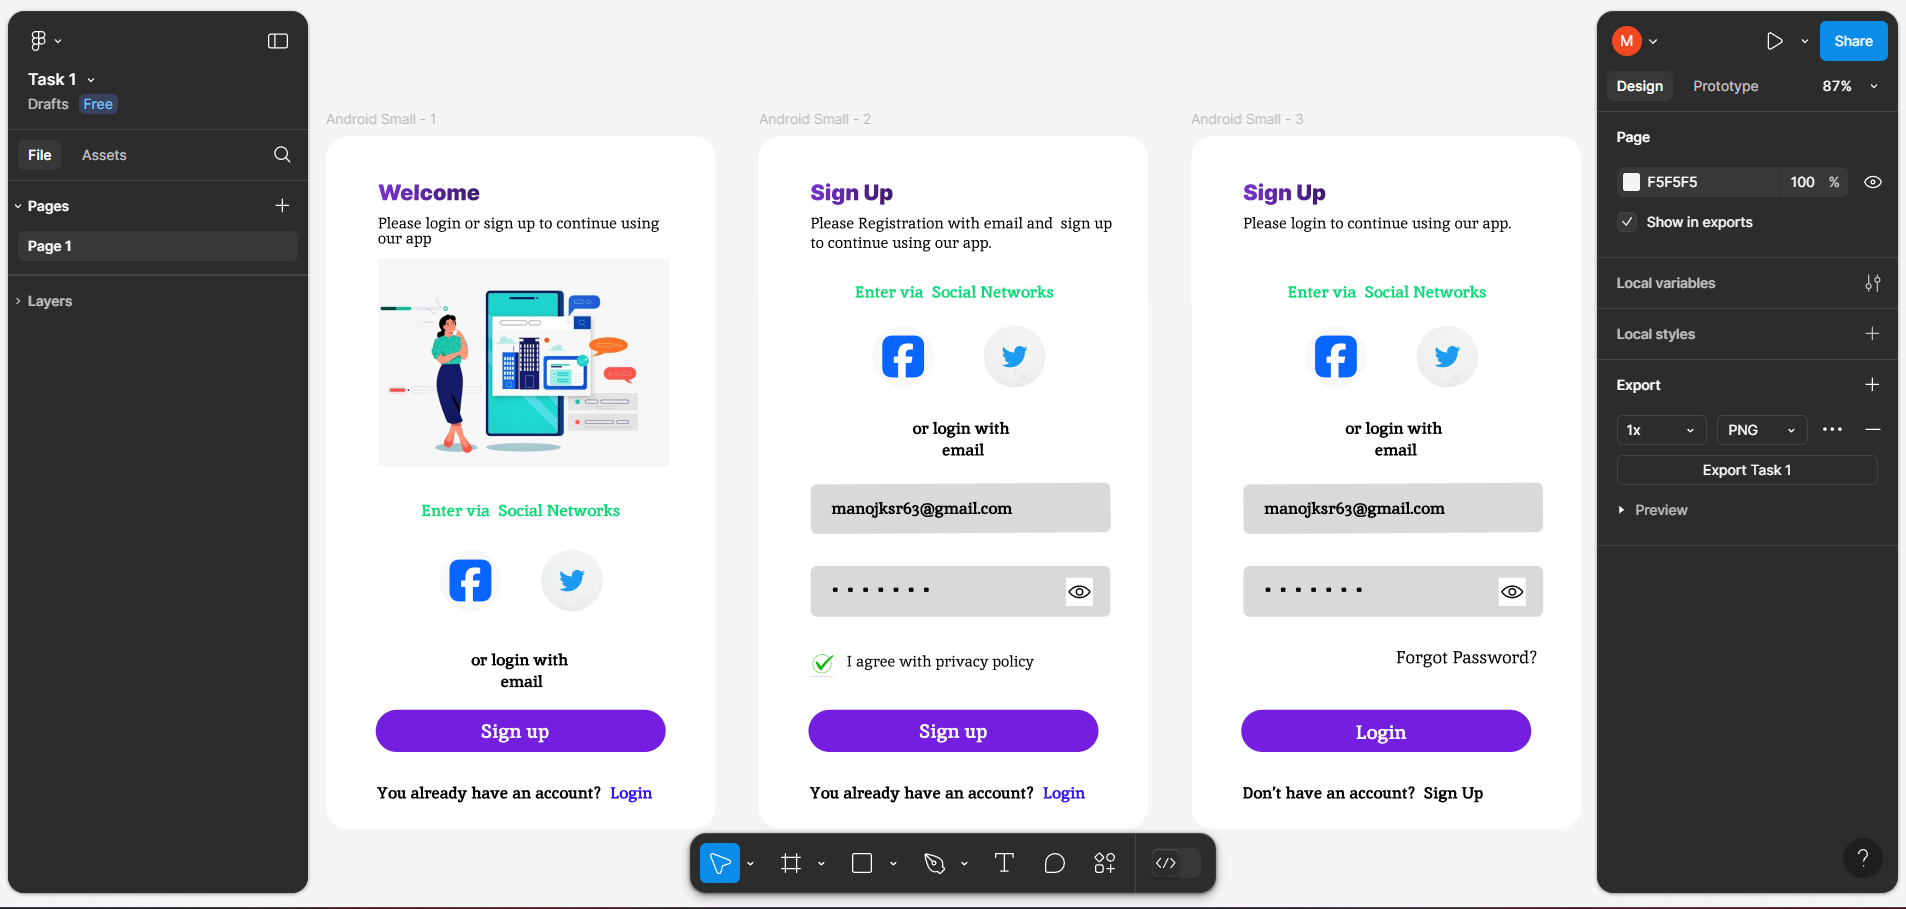 Task 1
Drafts Free
File Assets
Pages
Page 1
Layers
Android Small - 1
Welcome
Please login or sign up to continue using
our app
Enter via Social Networks
or login with
email
Sign up
You already have an account? Login
Android Small - 2
Sign Up
Please Registration with email and sign up
to continue using our app.
Enter via Social Networks
or login with
email
manojksr63@gmail.com
I agree with privacy policy
Sign up
You already have an account? Login
Android Small - 3
Sign Up
Please login to continue using our app.
Enter via Social Networks
or login with
email
manojksr63@gmail.com
Forgot Password?
Login
Don't have an account? Sign Up
M
Share
Design Prototype 87%
Page
F5F5F5 100 %
Show in exports
Local variables
Local styles
Export
1x PNG
Export Task 1
Preview
?